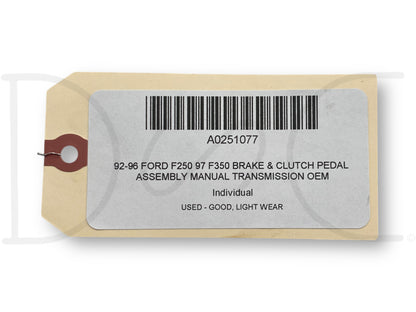 A0251077
92-96 FORD F250 97 F350 BRAKE & CLUTCH PEDAL
ASSEMBLY MANUAL TRANSMISSION OEM
Individual
USED - GOOD, LIGHT WEAR